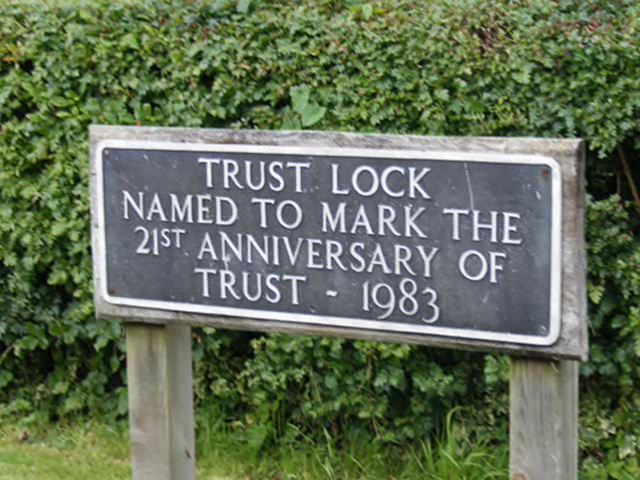 TRUST LOCK
NAMED TO MARK THE
21ST ANNIVERSARY OF
TRUST ~ 1983